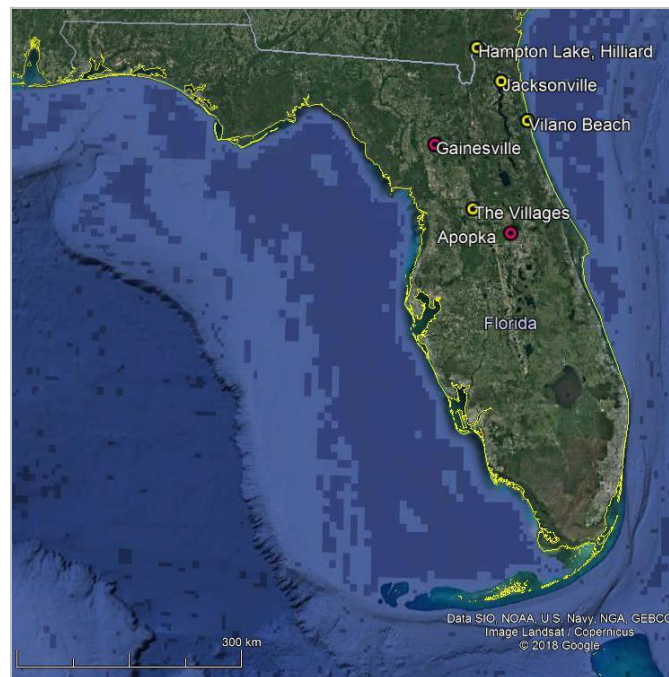 Hampton Lake, Hilliard
Jacksonville
Vilano Beach
Gainesville
The Villages
Apopka
Florida
Data SIO, NOAA, U.S. Navy, NGA, GEBCO
Image Landsat / Copernicus
© 2018 Google
300 km